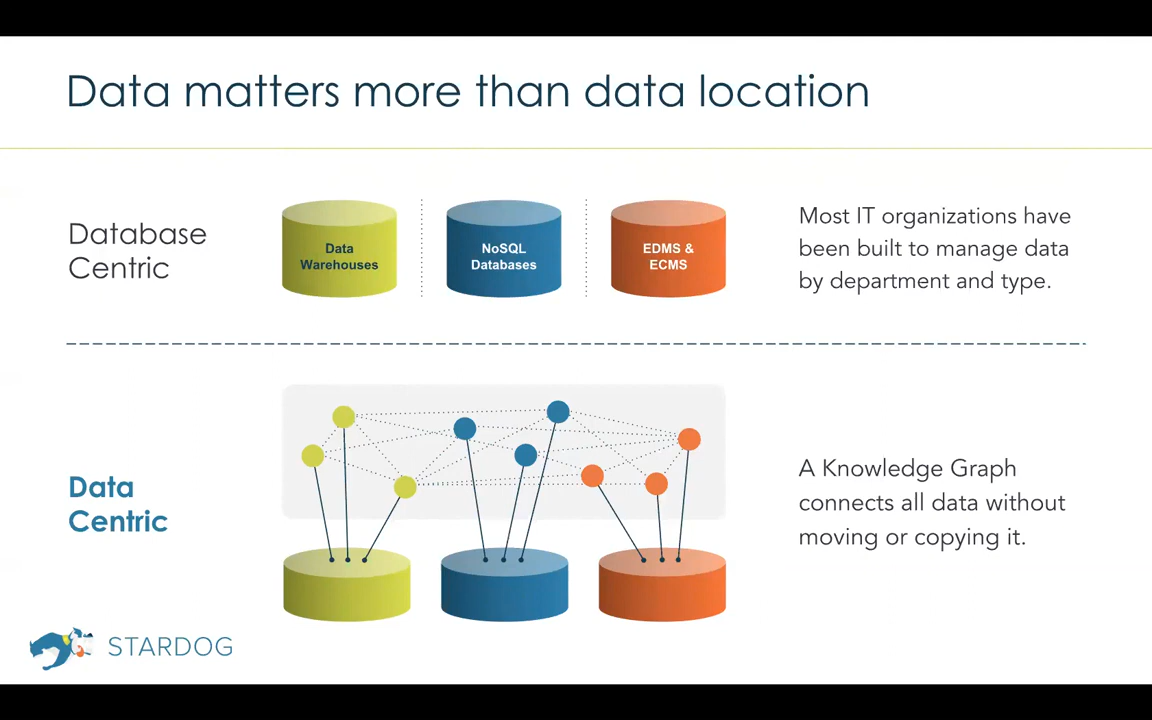 Data matters more than data location
Database
Centric
Data
Warehouses
NoSQL
Databases
EDMS &
ECMS
Most IT organizations have
been built to manage data
by department and type.
Data
Centric
A Knowledge Graph
connects all data without
moving or copying it.
STARDOG